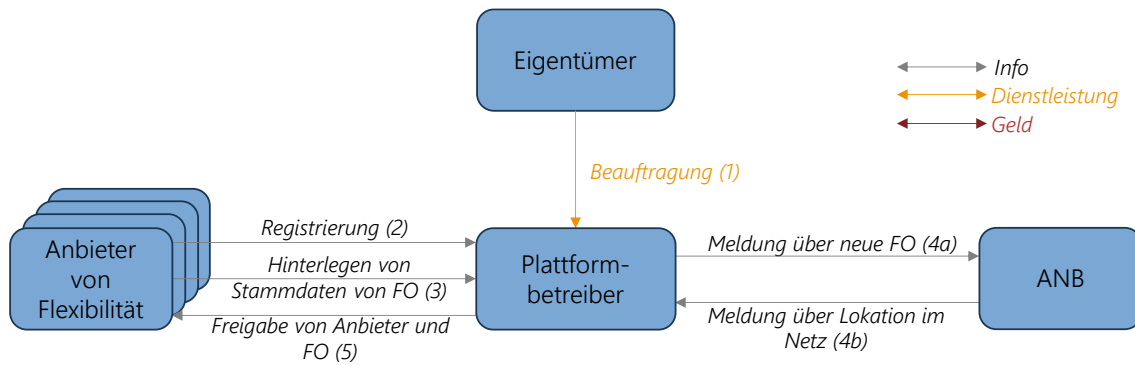 Eigentümer
Info
Dienstleistung
Geld
Beauftragung (1)
Anbieter
von
Flexibilität
Registrierung (2)
Hinterlegen von
Stammdaten von FO (3)
Freigabe von Anbieter und
FO (5)
Plattform-
betreiber
Meldung über neue FO (4a)
Meldung über Lokation im
Netz (4b)
ANB